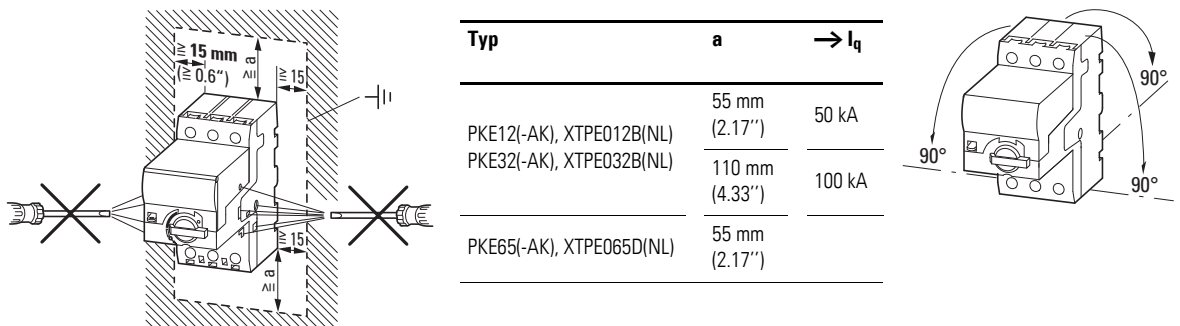 ≧ 15 mm
(≧ 0.6“)
≧ a
≧ 15
≧ 15
≧ a
Typ a → Iq
PKE12(-AK), XTPE012B(NL)
PKE32(-AK), XTPE032B(NL)
55 mm
(2.17’’)
50 kA
110 mm
(4.33’’)
100 kA
PKE65(-AK), XTPE065D(NL)
55 mm
(2.17’’)
90°
90°
90°